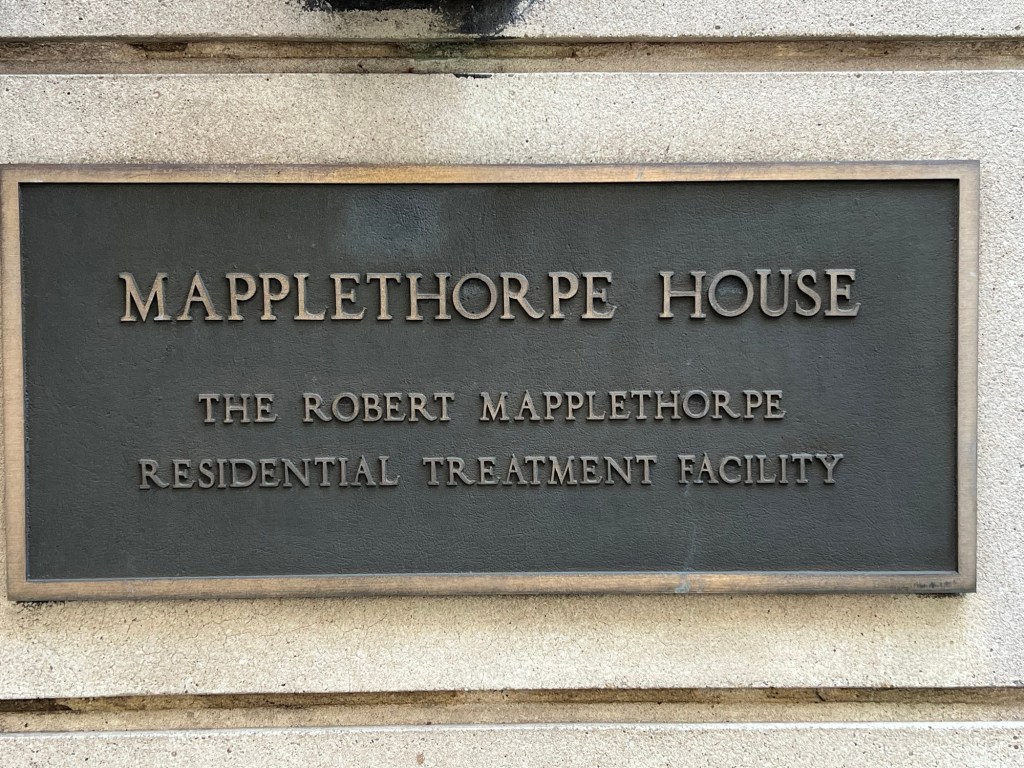 MAPPLETHORPE HOUSE
THE ROBERT MAPPLETHORPE
RESIDENTIAL TREATMENT FACILITY